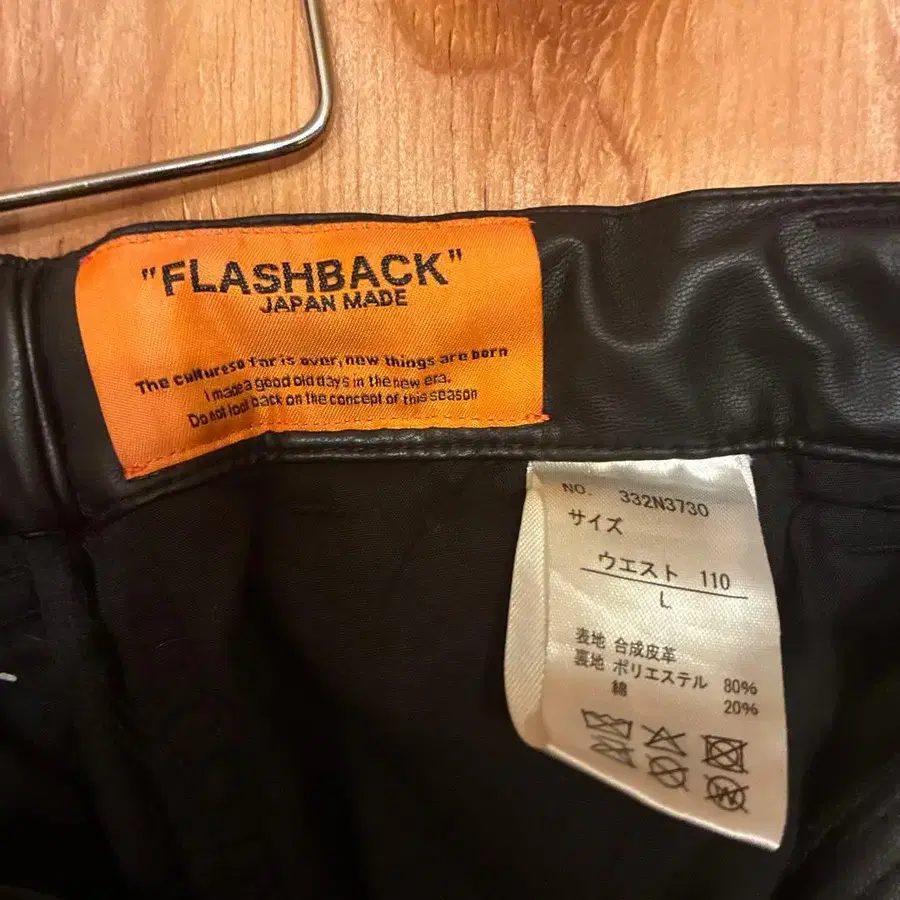 "FLASHBACK"
JAPAN MADE
The cultureso far is over, new things are born
I made a good old days in the new era.
Do not look back on the concept of this season
NO. 332N3730
サイズ
ウエスト 110
L
表地 合成皮革
裏地 ポリエステル 80%
綿 20%
W